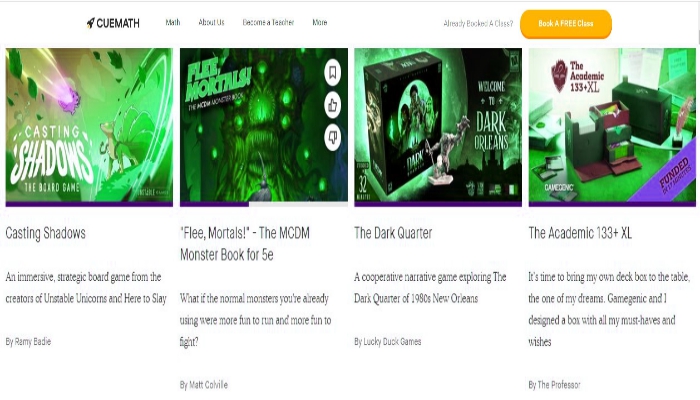 CUEMATH Math About Us Become a Teacher More Already Booked A Class? Book A FREE Class
CASTING
SHADOWS
THE BOARD GAME
UNSTABLE GAMES
FLEE,
MORTALS!
THE MCDM MONSTER BOOK
THE DARK QUARTER
FUNDED
32
MINUTES
WELCOME
TO
DARK
ORLEANS
The
Academic
133+XL
GAMEGENIC
FUNDED
Casting Shadows
An immersive, strategic board game from the
creators of Unstable Unicorns and Here to Slay
By Ramy Badie
"Flee, Mortals!" - The MCDM
Monster Book for 5e
What if the normal monsters you're already
using were more fun to run and more fun to
fight?
By Matt Colville
The Dark Quarter
A cooperative narrative game exploring The
Dark Quarter of 1980s New Orleans
By Lucky Duck Games
The Academic 133+ XL
It's time to bring my own deck box to the table,
the one of my dreams. Gamegenic and I
designed a box with all my must-haves and
wishes
By The Professor